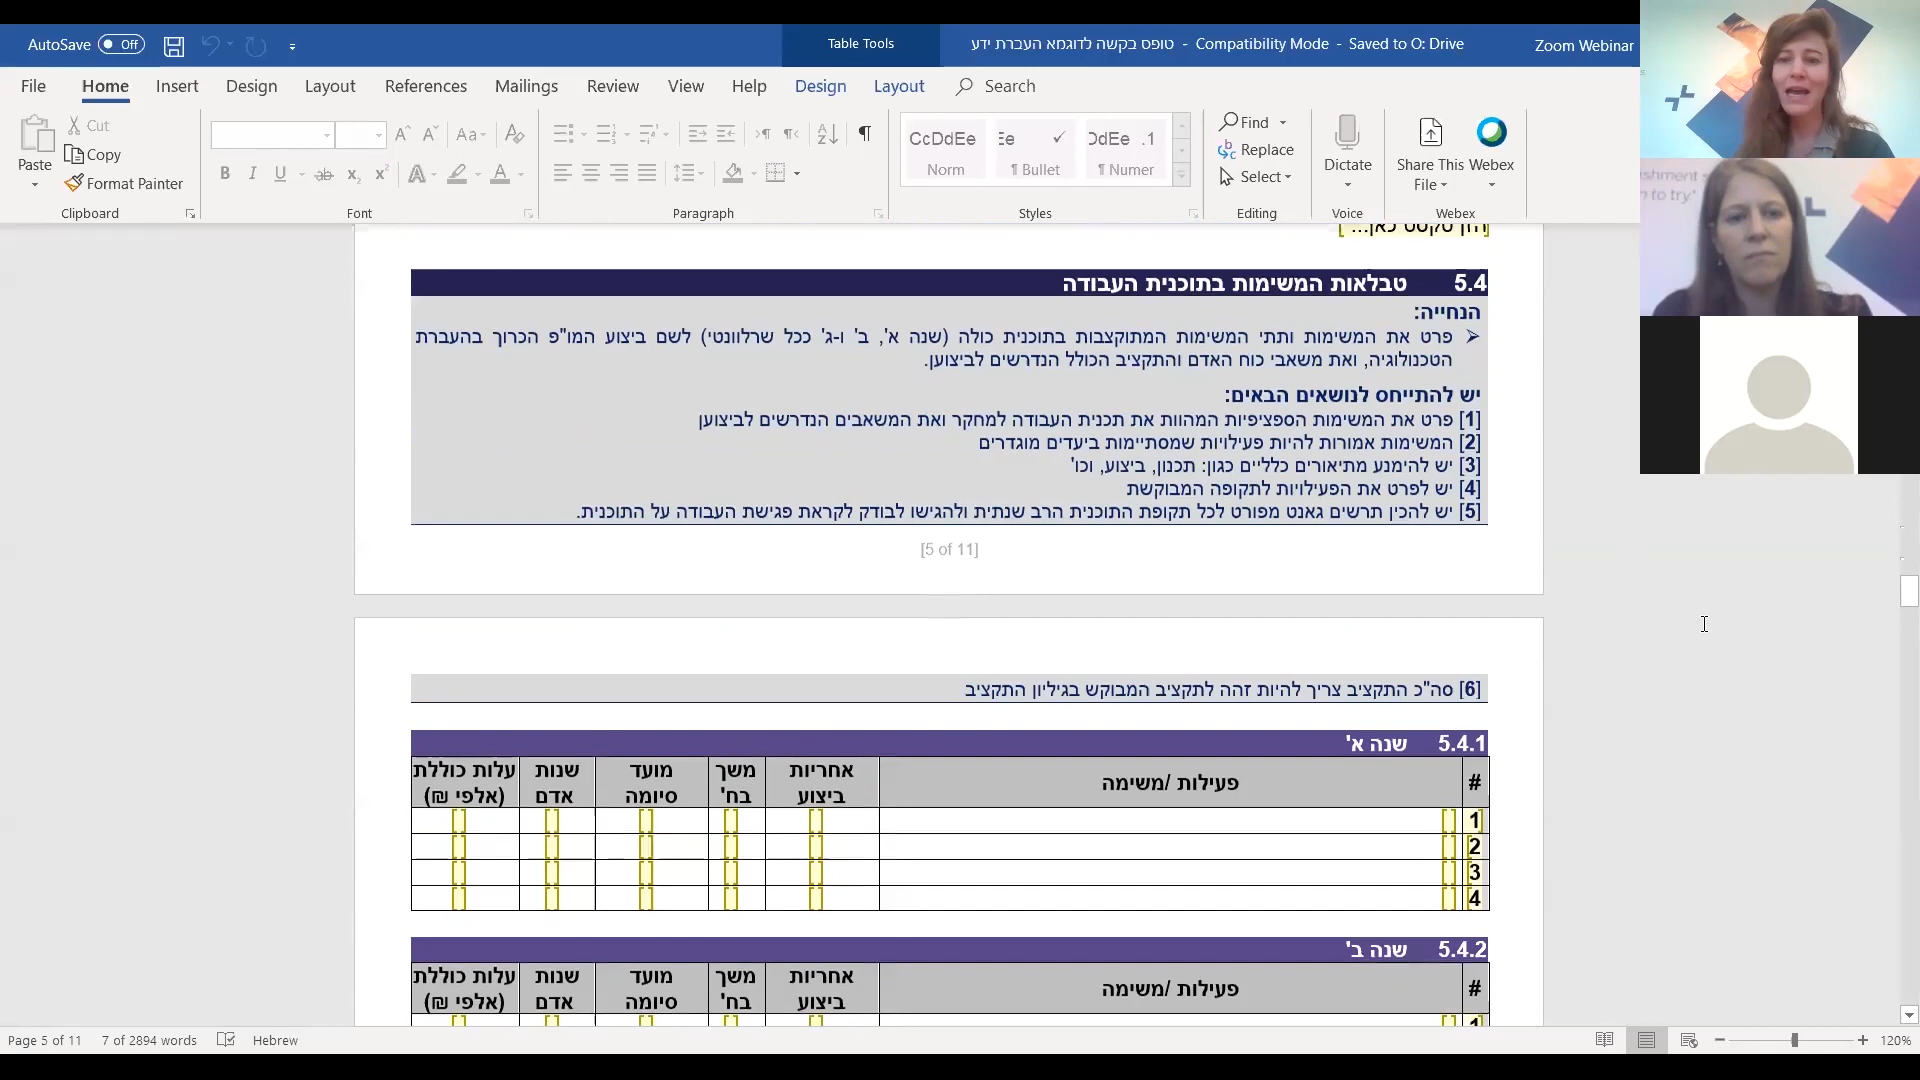 AutoSave Off
Table Tools
טופס בקשה לדוגמא העברת ידע - Compatibility Mode - Saved to O: Drive
Zoom Webinar
File Home Insert Design Layout References Mailings Review View Help Design Layout Search
Paste
Cut
Copy
Format Painter
Clipboard
Font
Paragraph
CcDdEe
Norm
¶ Bullet
¶ Numer
Styles
Find
Replace
Select
Editing
Dictate
Voice
Share This File
Webex
Webex
הזן טקסט כאן...
5.4 טבלאות המשימות בתוכנית העבודה
הנחייה:
פרט את המשימות ותתי המשימות המתוקצבות בתוכנית כולה (שנה א', ב' ו-ג' ככל שרלוונטי) לשם ביצוע המו"פ הכרוך בהעברת
הטכנולוגיה, ואת משאבי כוח האדם והתקציב הכולל הנדרשים לביצוען.
יש להתייחס לנושאים הבאים:
[1] פרט את המשימות הספציפיות המהוות את תכנית העבודה למחקר ואת המשאבים הנדרשים לביצוען
[2] המשימות אמורות להיות פעילויות שמסתיימות ביעדים מוגדרים
[3] יש להימנע מתיאורים כלליים כגון: תכנון, ביצוע, וכו'
[4] יש לפרט את הפעילויות לתקופה המבוקשת
[5] יש להכין תרשים גאנט מפורט לכל תקופת התוכנית הרב שנתית ולהגישו לבודק לקראת פגישת העבודה על התוכנית.
[5 of 11]
[6] סה"כ התקציב צריך להיות זהה לתקציב המבוקש בגיליון התקציב
5.4.1 שנה א'
# פעילות /משימה אחריות ביצוע משך בח' מועד סיומה שנות אדם עלות כוללת (אלפי ₪)
1
2
3
4
5.4.2 שנה ב'
# פעילות /משימה אחריות ביצוע משך בח' מועד סיומה שנות אדם עלות כוללת (אלפי ₪)
1
Page 5 of 11 7 of 2894 words Hebrew
120%